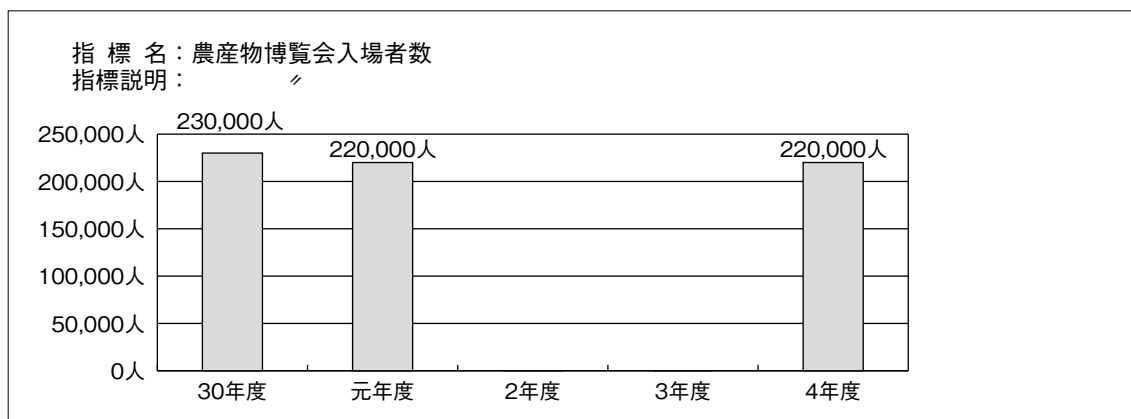 指 標 名：農産物博覧会入場者数
指標説明： 〃
230,000人
220,000人
220,000人
250,000人
200,000人
150,000人
100,000人
50,000人
0人
30年度 元年度 2年度 3年度 4年度